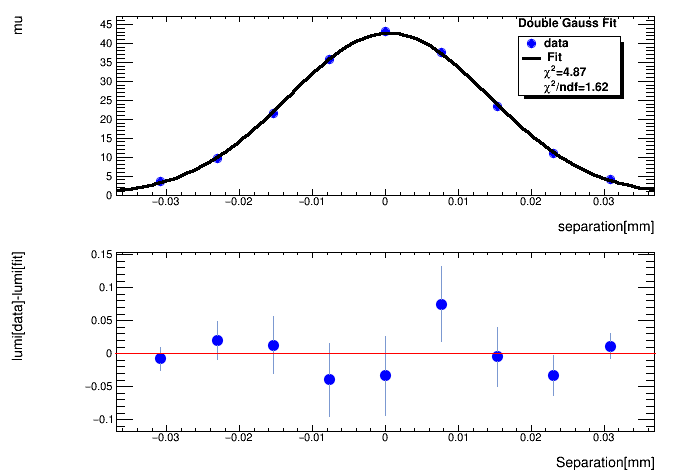 Double Gauss Fit
data
Fit
χ²=4.87
χ²/ndf=1.62
mu
45
40
35
30
25
20
15
10
5
0
−0.03 −0.02 −0.01 0 0.01 0.02 0.03
separation[mm]
lumi[data]-lumi[fit]
0.15
0.1
0.05
0
−0.05
−0.1
−0.03 −0.02 −0.01 0 0.01 0.02 0.03
Separation[mm]